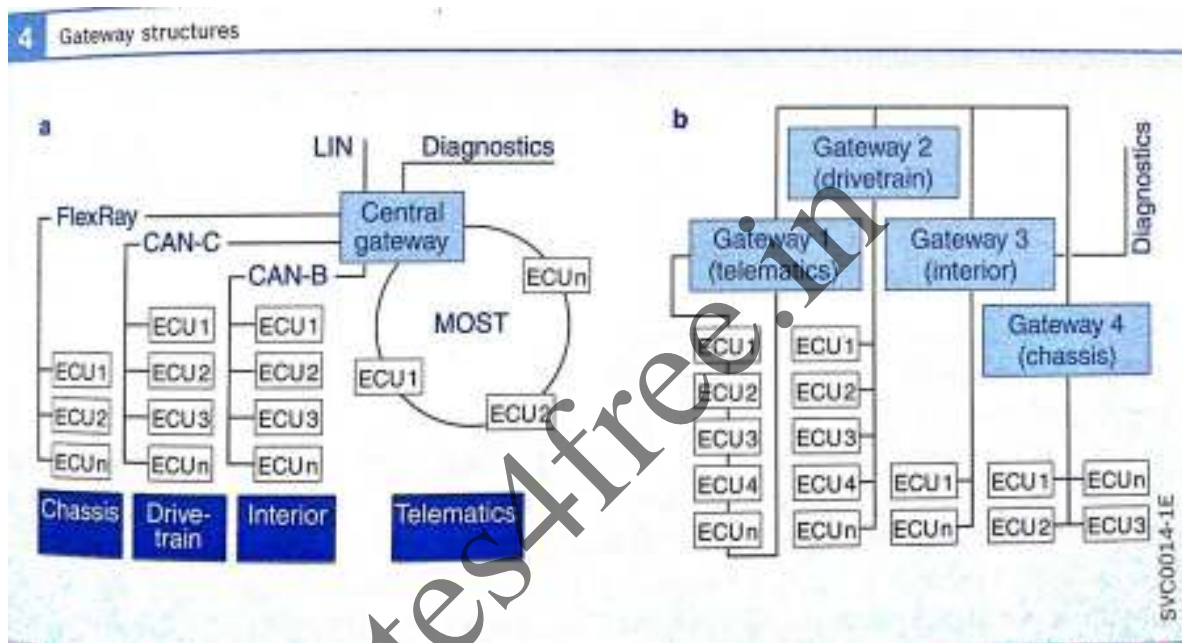 4 Gateway structures
a
LIN
Diagnostics
FlexRay
Central
gateway
CAN-C
CAN-B
ECUn
MOST
ECU1
ECU2
ECU1
ECU2
ECUn
ECU1
ECU2
ECU3
ECUn
ECU1
ECU2
ECU3
ECUn
Chassis
Drive-
train
Interior
Telematics
b
Gateway 2
(drivetrain)
Gateway 1
(telematics)
Gateway 3
(interior)
Diagnostics
Gateway 4
(chassis)
ECU1
ECU2
ECU3
ECU4
ECUn
ECU1
ECU2
ECU3
ECU4
ECUn
ECU1
ECUn
ECU1
ECU2
ECUn
ECU3
SVC0014-1E
tes4free.in